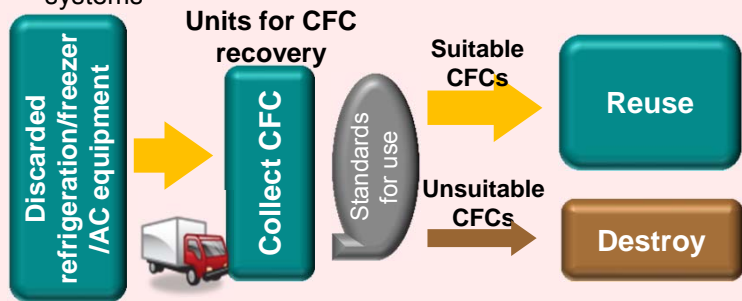 systems
Units for CFC
recovery
Discarded
refrigeration/freezer
/AC equipment
Collect CFC
Standards
for use
Suitable
CFCs
Reuse
Unsuitable
CFCs
Destroy